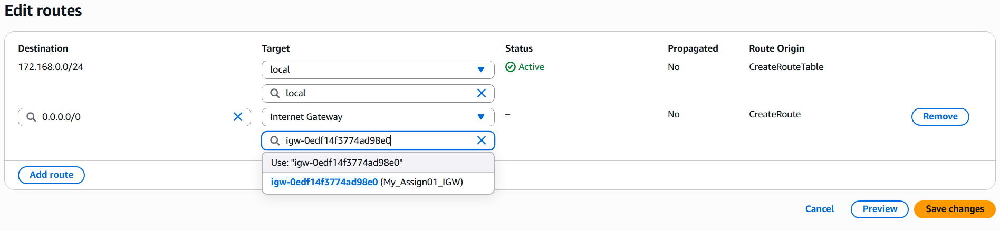 Edit routes
Destination Target Status Propagated Route Origin
172.168.0.0/24 local Active No CreateRouteTable
local
0.0.0.0/0 Internet Gateway – No CreateRoute Remove
igw-0edf14f3774ad98e0
Use: "igw-0edf14f3774ad98e0"
Add route
igw-0edf14f3774ad98e0 (My_Assign01_IGW)
Cancel Preview Save changes